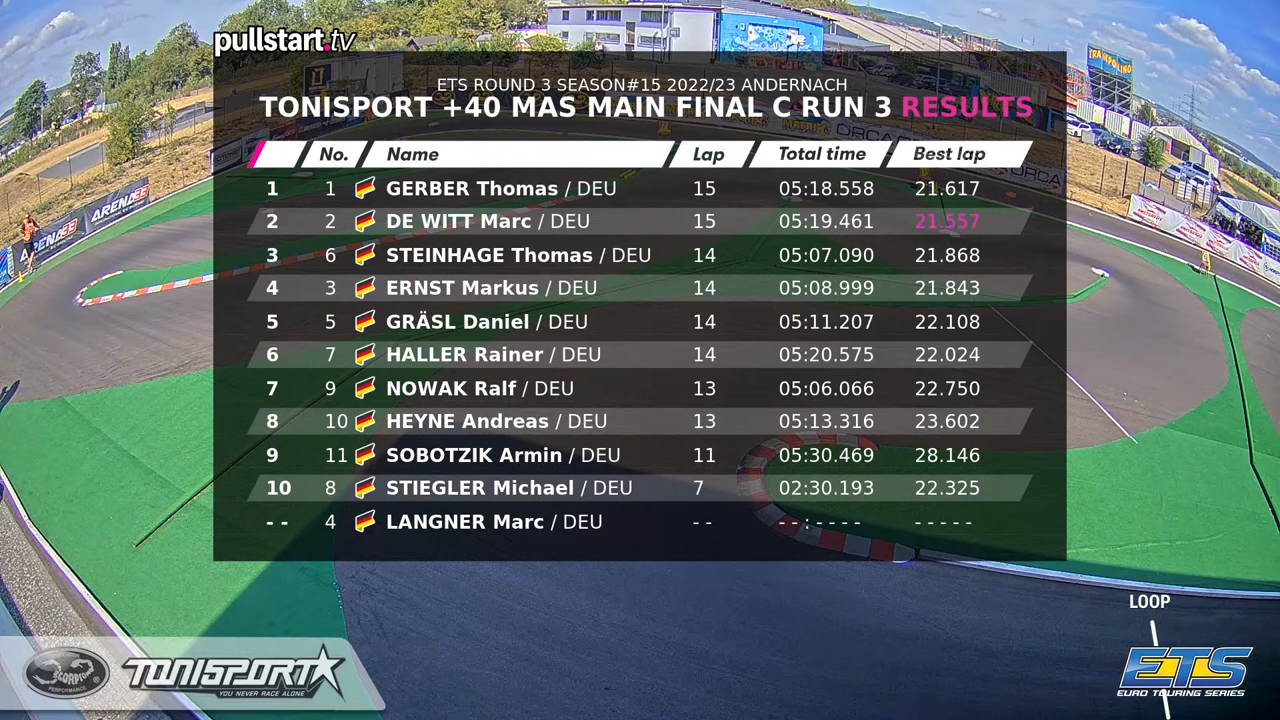 pullstart.tv
ETS ROUND 3 SEASON#15 2022/23 ANDERNACH
TONISPORT +40 MAS MAIN FINAL C RUN 3 RESULTS
No. Name Lap Total time Best lap
1 1 GERBER Thomas / DEU 15 05:18.558 21.617
2 2 DE WITT Marc / DEU 15 05:19.461 21.557
3 6 STEINHAGE Thomas / DEU 14 05:07.090 21.868
4 3 ERNST Markus / DEU 14 05:08.999 21.843
5 5 GRÄSL Daniel / DEU 14 05:11.207 22.108
6 7 HALLER Rainer / DEU 14 05:20.575 22.024
7 9 NOWAK Ralf / DEU 13 05:06.066 22.750
8 10 HEYNE Andreas / DEU 13 05:13.316 23.602
9 11 SOBOTZIK Armin / DEU 11 05:30.469 28.146
10 8 STIEGLER Michael / DEU 7 02:30.193 22.325
- - 4 LANGNER Marc / DEU - - - - : - - - - - - - - -
ARENA33
ARENA33
ORCA
ORCA
LOOP
SCORPION
PERFORMANCE
TONISPORT
YOU NEVER RACE ALONE
ETS
EURO TOURING SERIES